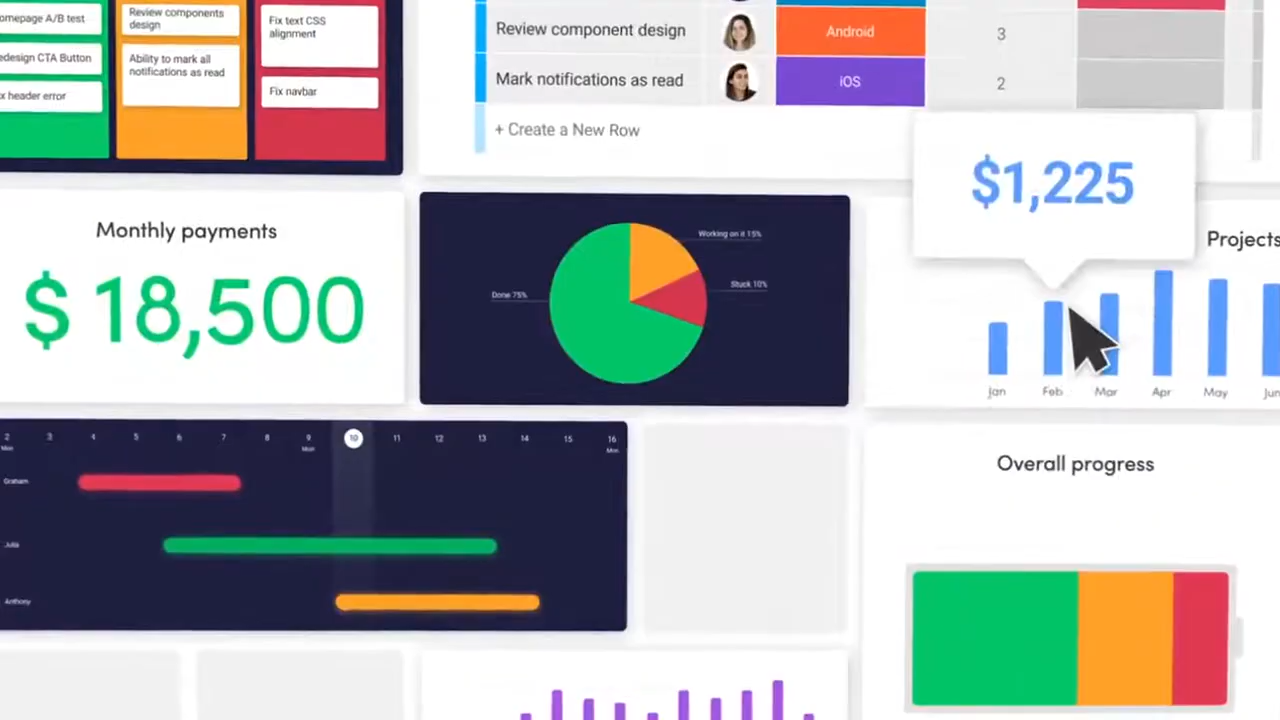 omepage A/B test
edesign CTA Button
x header error
Review components
design
Ability to mark all
notifications as read
Fix text CSS
alignment
Fix navbar
Review component design
Android
3
Mark notifications as read
iOS
2
+ Create a New Row
Monthly payments
$ 18,500
Working on it 15%
Stuck 10%
Done 75%
$1,225
Projects
Jan Feb Mar Apr May Jun
2 3 4 5 6 7 8 9 10 11 12 13 14 15 16
Mon Mon Mon
Graham
Julia
Anthony
Overall progress